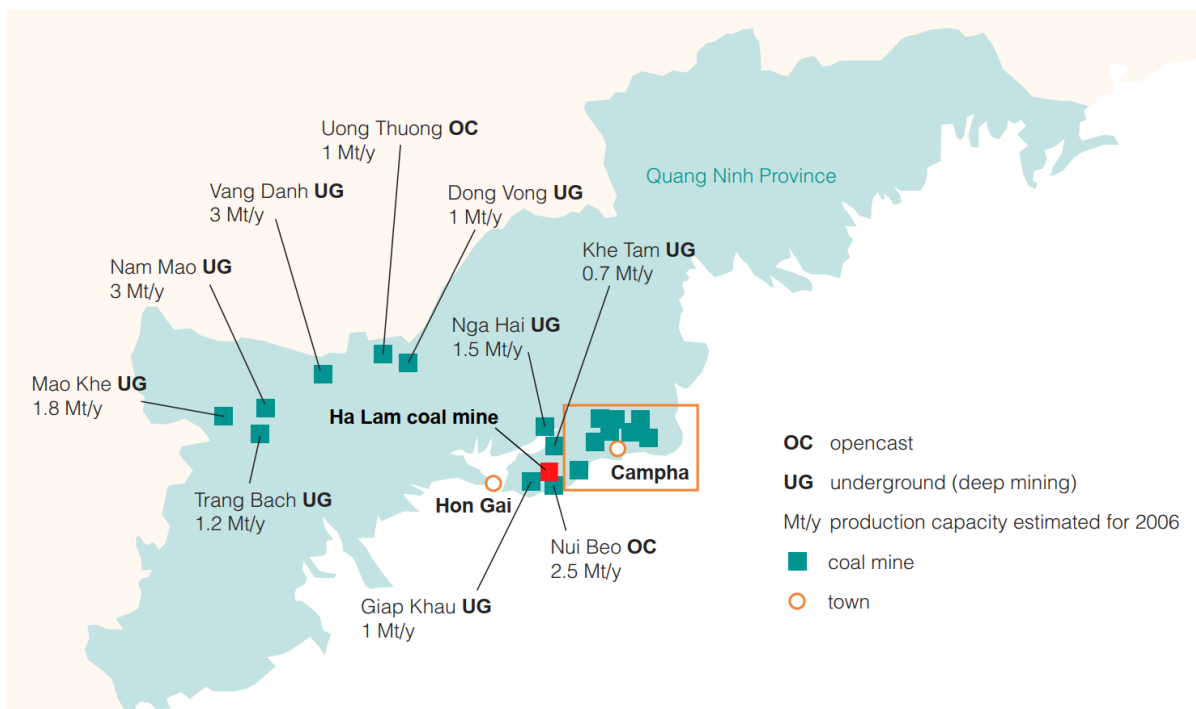 Uong Thuong OC
1 Mt/y
Vang Danh UG
3 Mt/y
Dong Vong UG
1 Mt/y
Quang Ninh Province
Nam Mao UG
3 Mt/y
Khe Tam UG
0.7 Mt/y
Nga Hai UG
1.5 Mt/y
Mao Khe UG
1.8 Mt/y
Ha Lam coal mine
Campha
Trang Bach UG
1.2 Mt/y
Hon Gai
Nui Beo OC
2.5 Mt/y
Giap Khau UG
1 Mt/y
OC opencast
UG underground (deep mining)
Mt/y production capacity estimated for 2006
coal mine
town